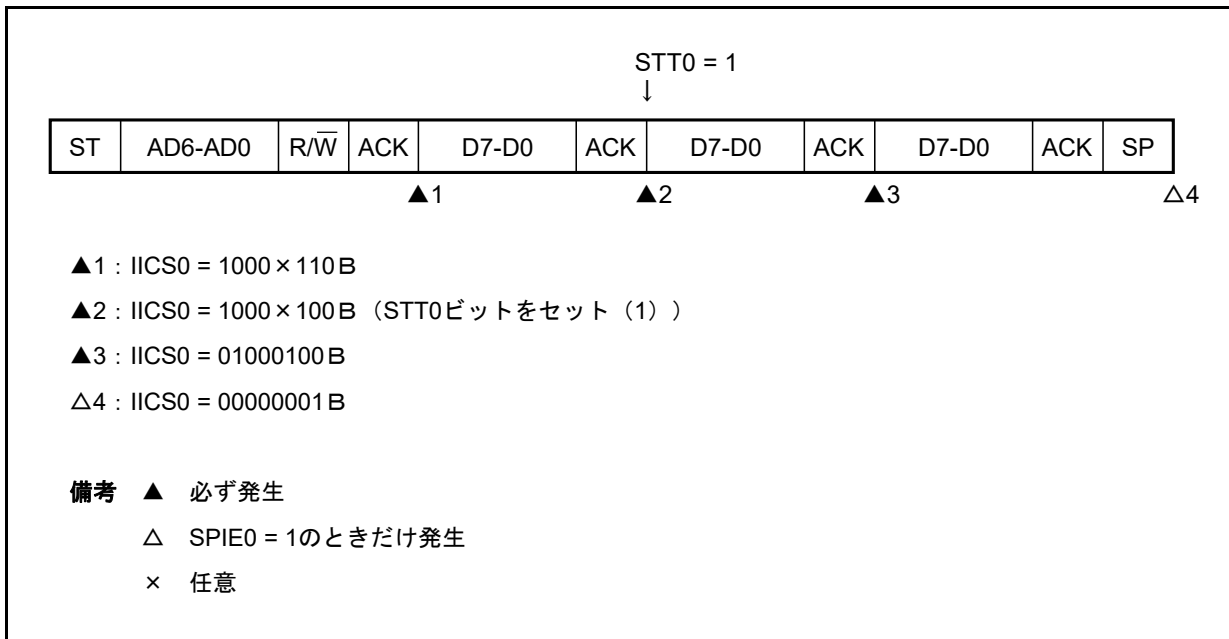 STT0 = 1
↓
ST AD6-AD0 R/W̅ ACK D7-D0 ACK D7-D0 ACK D7-D0 ACK SP
▲1 ▲2 ▲3 △4
▲1：IICS0 = 1000×110B
▲2：IICS0 = 1000×100B（STT0ビットをセット（1））
▲3：IICS0 = 01000100B
△4：IICS0 = 00000001B
備考 ▲ 必ず発生
△ SPIE0 = 1のときだけ発生
× 任意